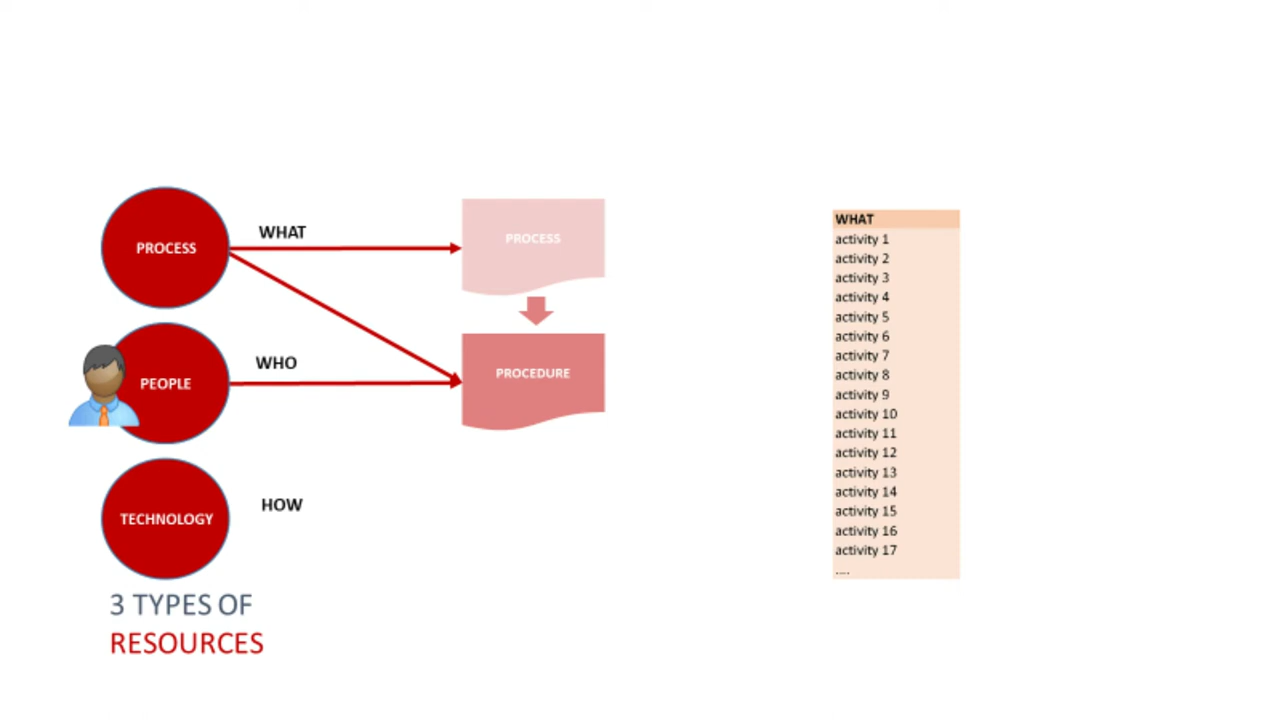 PROCESS
WHAT
PROCESS
PEOPLE
WHO
PROCEDURE
TECHNOLOGY
HOW
3 TYPES OF
RESOURCES
WHAT
activity 1
activity 2
activity 3
activity 4
activity 5
activity 6
activity 7
activity 8
activity 9
activity 10
activity 11
activity 12
activity 13
activity 14
activity 15
activity 16
activity 17
....